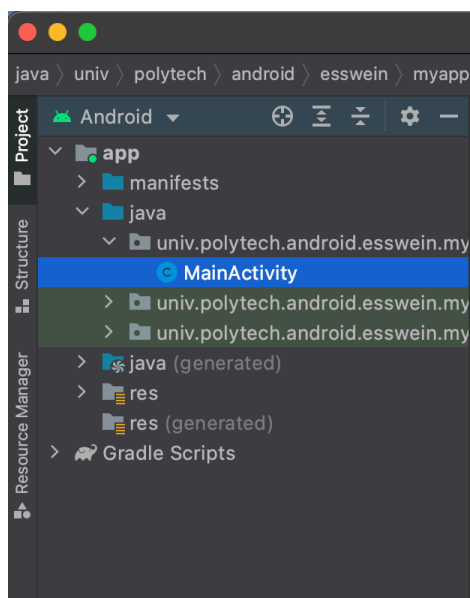 java 〉 univ 〉 polytech 〉 android 〉 esswein 〉 myapp
Project
Structure
Resource Manager
Android
app
manifests
java
univ.polytech.android.esswein.my
C MainActivity
univ.polytech.android.esswein.my
univ.polytech.android.esswein.my
java (generated)
res
res (generated)
Gradle Scripts